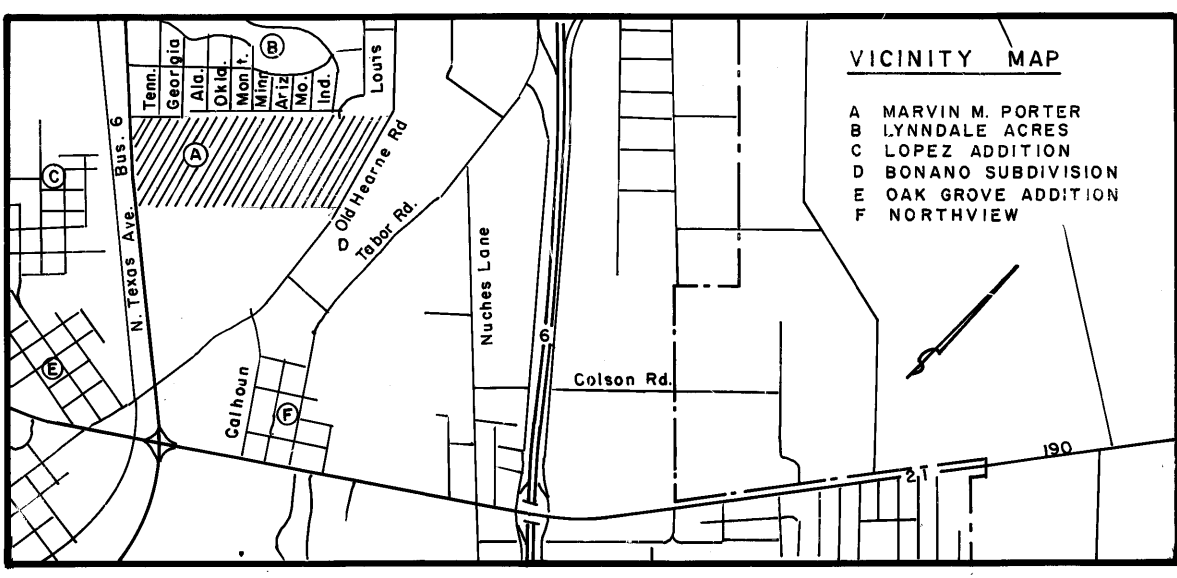 VICINITY MAP
A MARVIN M. PORTER
B LYNNDALE ACRES
C LOPEZ ADDITION
D BONANO SUBDIVISION
E OAK GROVE ADDITION
F NORTHVIEW
Tenn.
Georgia
Ala.
Okla.
Mont.
Minn
Ariz
Mo.
Ind.
Louis
B
A
C
D
E
F
N. Texas Ave. Bus. 6
Old Hearne Rd
Tabor Rd.
Nuches Lane
6
Calhoun
Colson Rd.
21
190